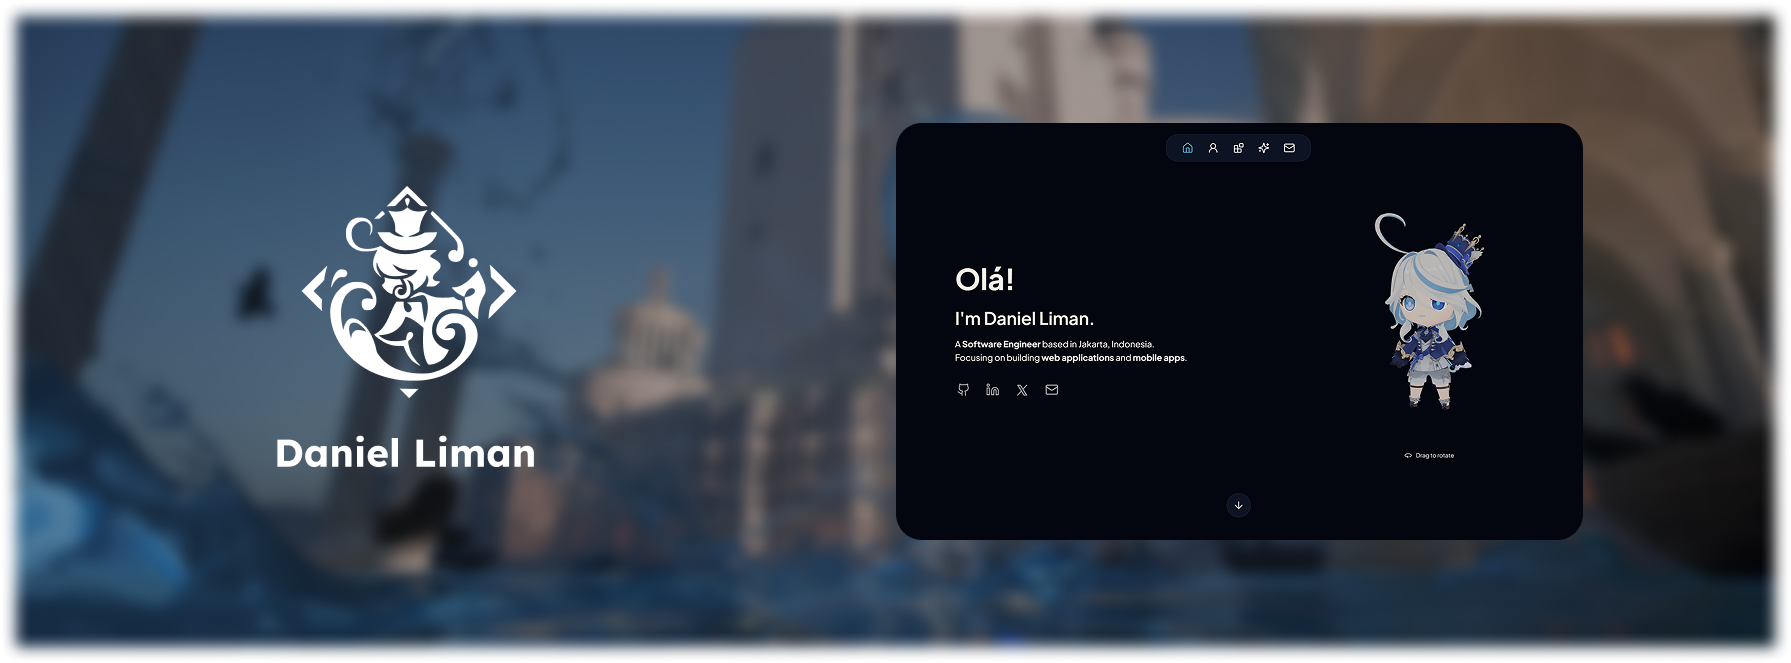 Daniel Liman
Olá!
I'm Daniel Liman.
A Software Engineer based in Jakarta, Indonesia.
Focusing on building web applications and mobile apps.
Drag to rotate